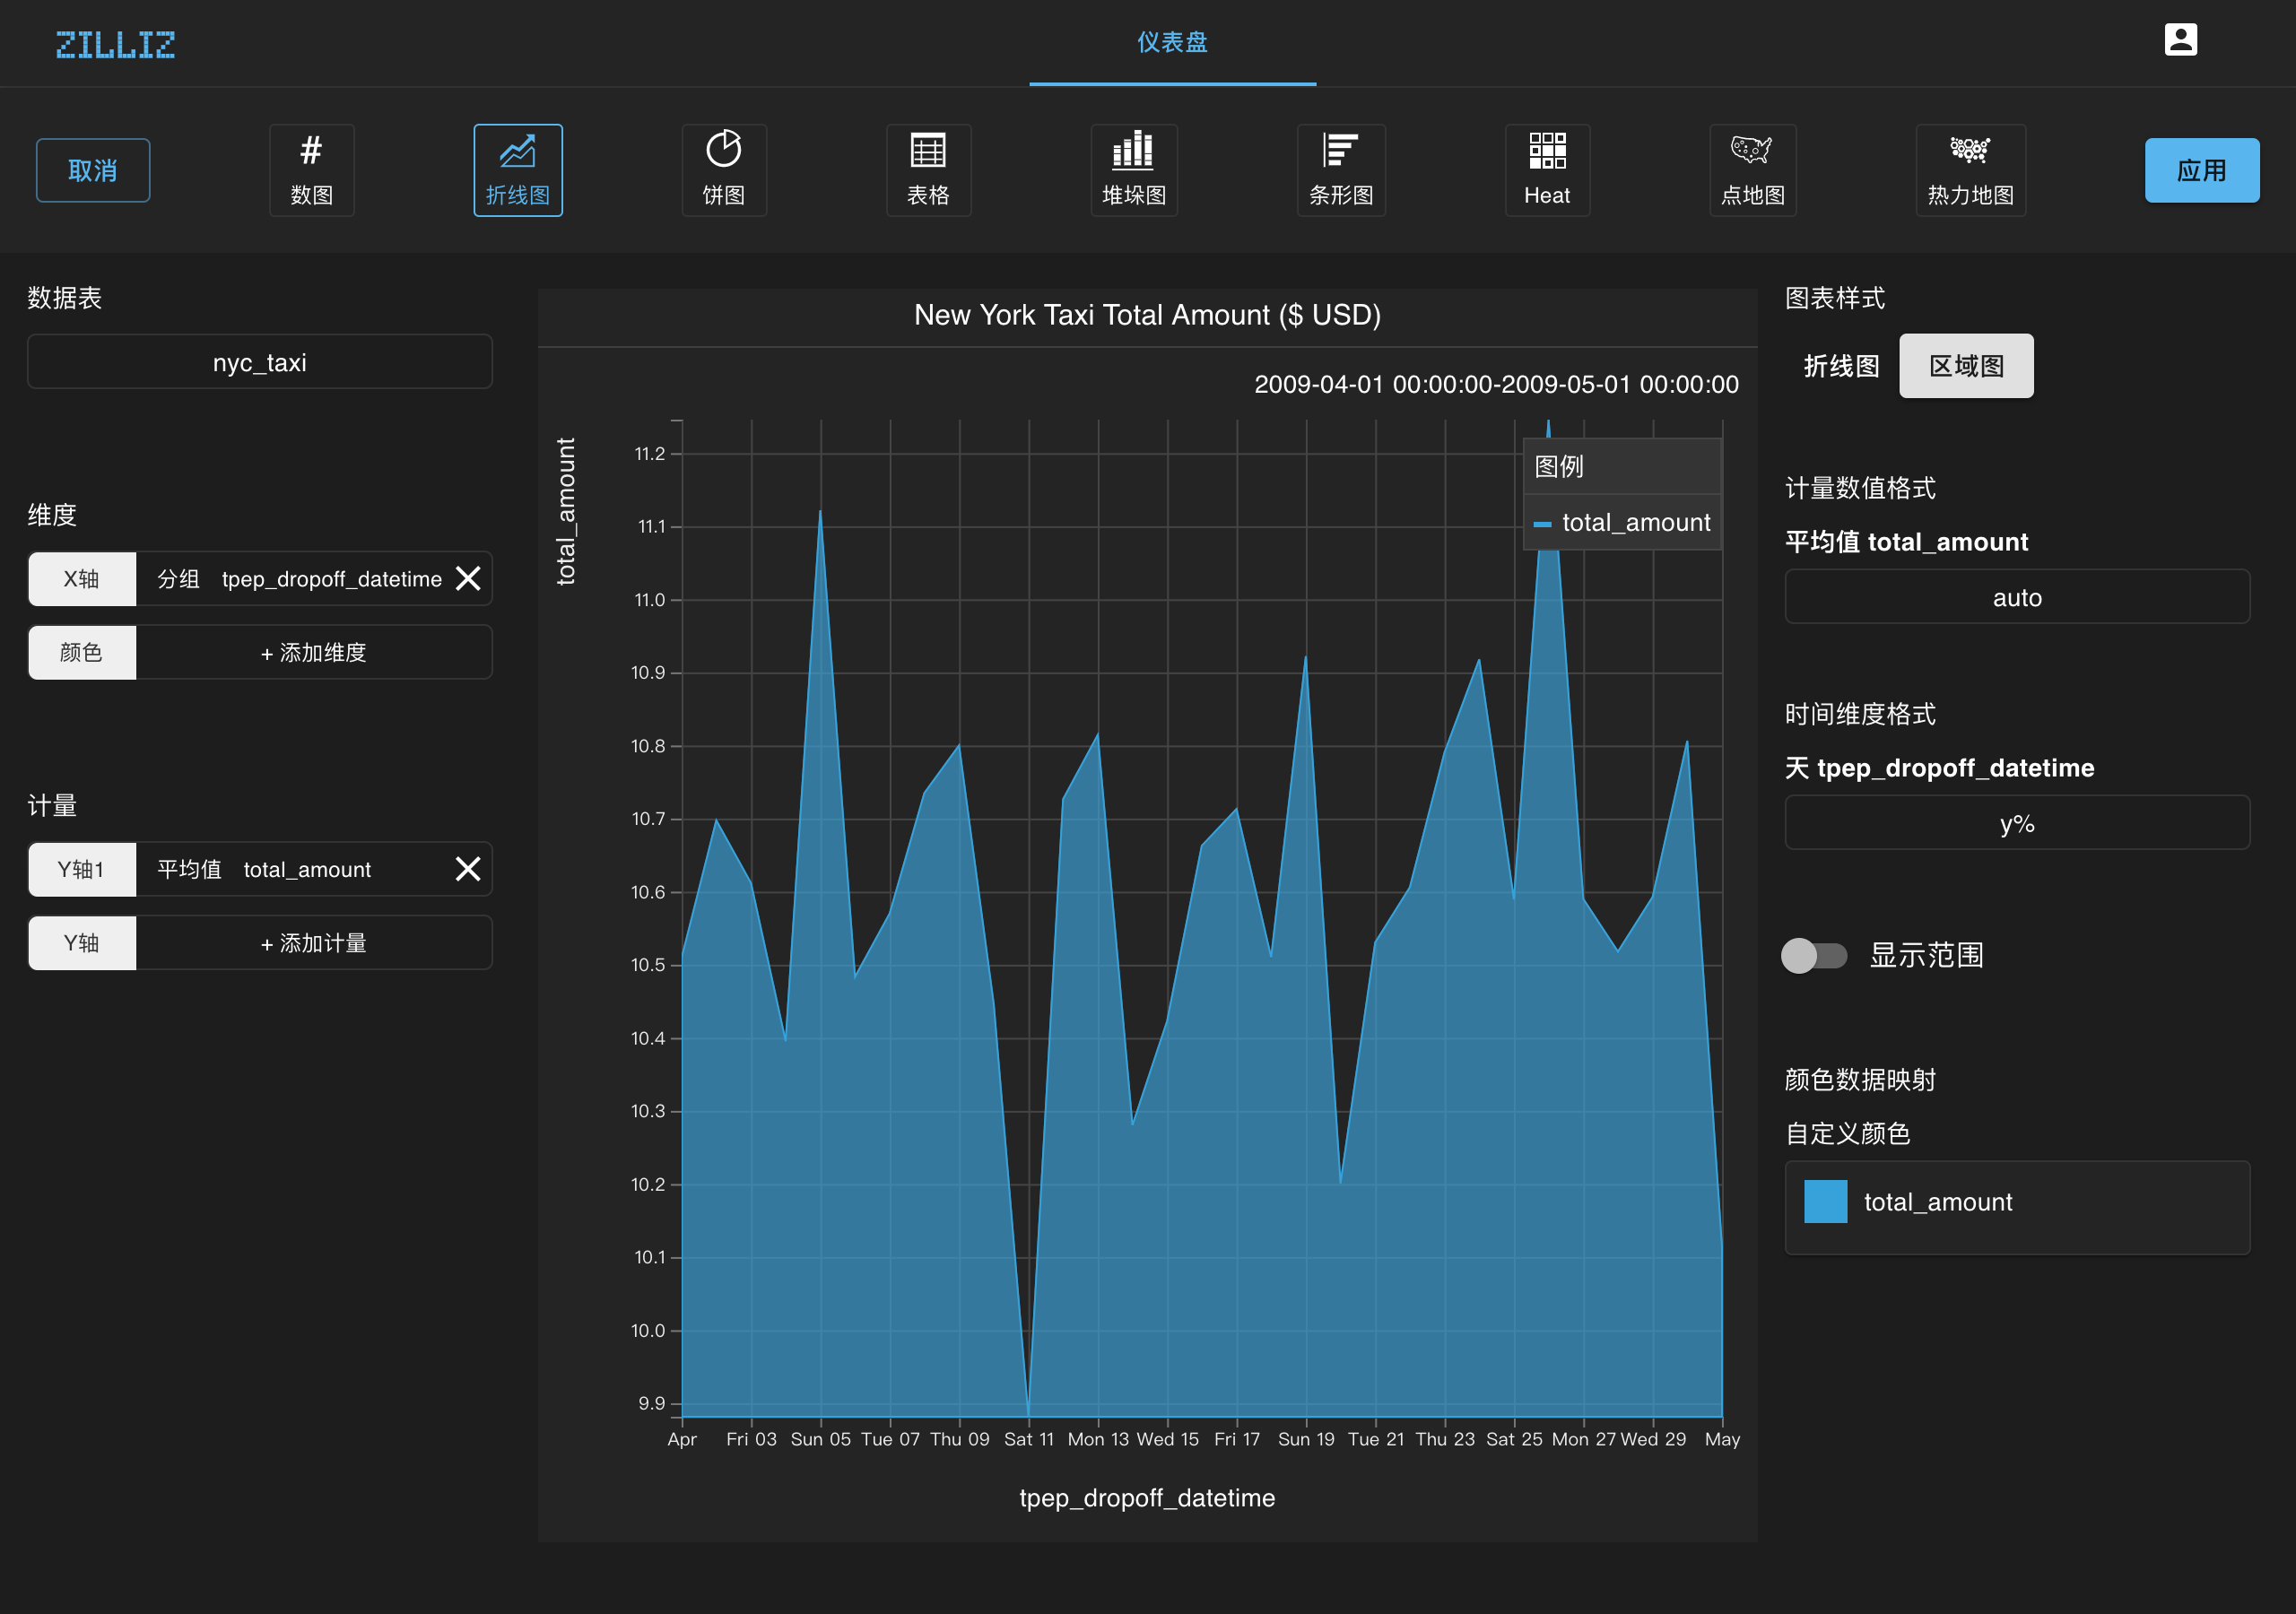 ZILLIZ
仪表盘
取消
#
数图
折线图
饼图
表格
堆垛图
条形图
Heat
点地图
热力地图
应用
数据表
nyc_taxi
维度
X轴 分组 tpep_dropoff_datetime
颜色 + 添加维度
计量
Y轴1 平均值 total_amount
Y轴 + 添加计量
New York Taxi Total Amount ($ USD)
2009-04-01 00:00:00-2009-05-01 00:00:00
total_amount
11.2
11.1
11.0
10.9
10.8
10.7
10.6
10.5
10.4
10.3
10.2
10.1
10.0
9.9
图例
total_amount
Apr Fri 03 Sun 05 Tue 07 Thu 09 Sat 11 Mon 13 Wed 15 Fri 17 Sun 19 Tue 21 Thu 23 Sat 25 Mon 27 Wed 29 May
tpep_dropoff_datetime
图表样式
折线图 区域图
计量数值格式
平均值 total_amount
auto
时间维度格式
天 tpep_dropoff_datetime
y%
显示范围
颜色数据映射
自定义颜色
total_amount